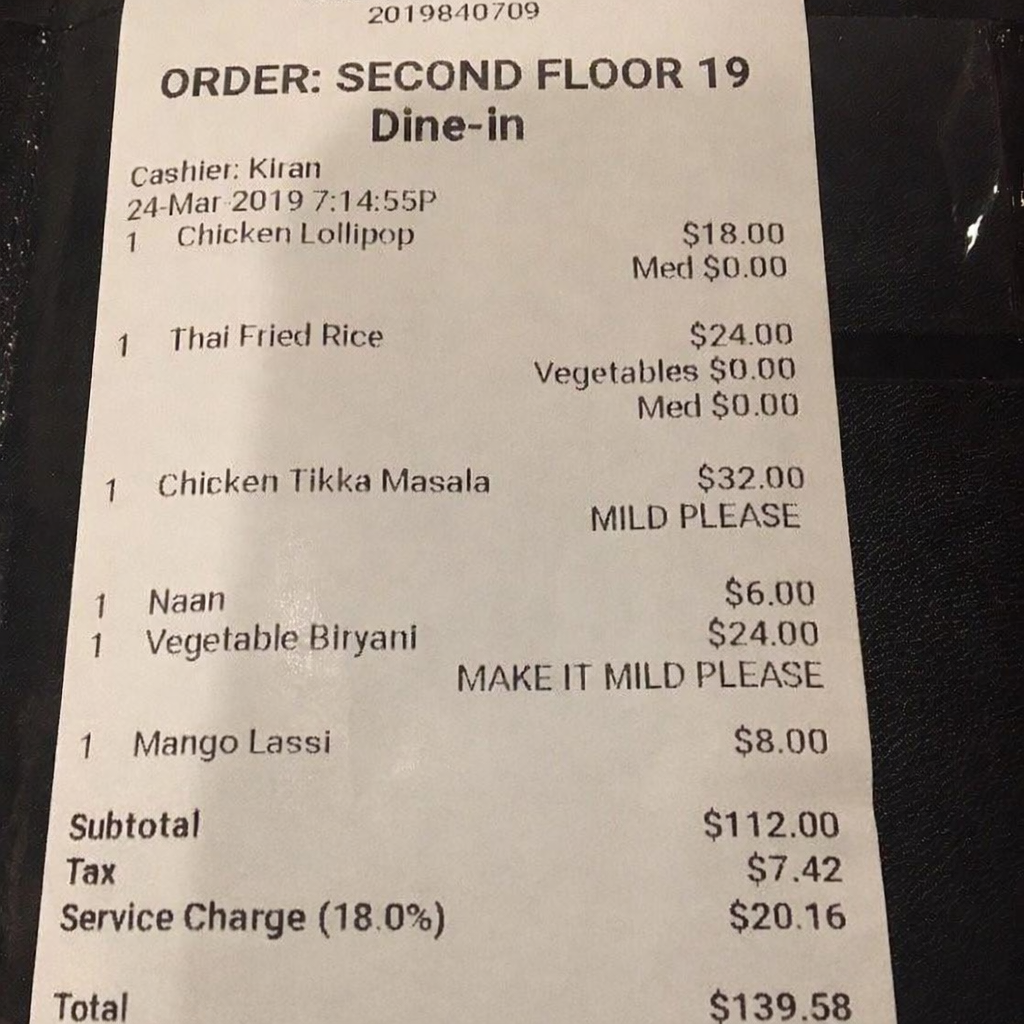 2019840709
ORDER: SECOND FLOOR 19
Dine-in
Cashier: Kiran
24-Mar-2019 7:14:55P
1 Chicken Lollipop $18.00
Med $0.00
1 Thai Fried Rice $24.00
Vegetables $0.00
Med $0.00
1 Chicken Tikka Masala $32.00
MILD PLEASE
1 Naan $6.00
1 Vegetable Biryani $24.00
MAKE IT MILD PLEASE
1 Mango Lassi $8.00
Subtotal $112.00
Tax $7.42
Service Charge (18.0%) $20.16
Total $139.58